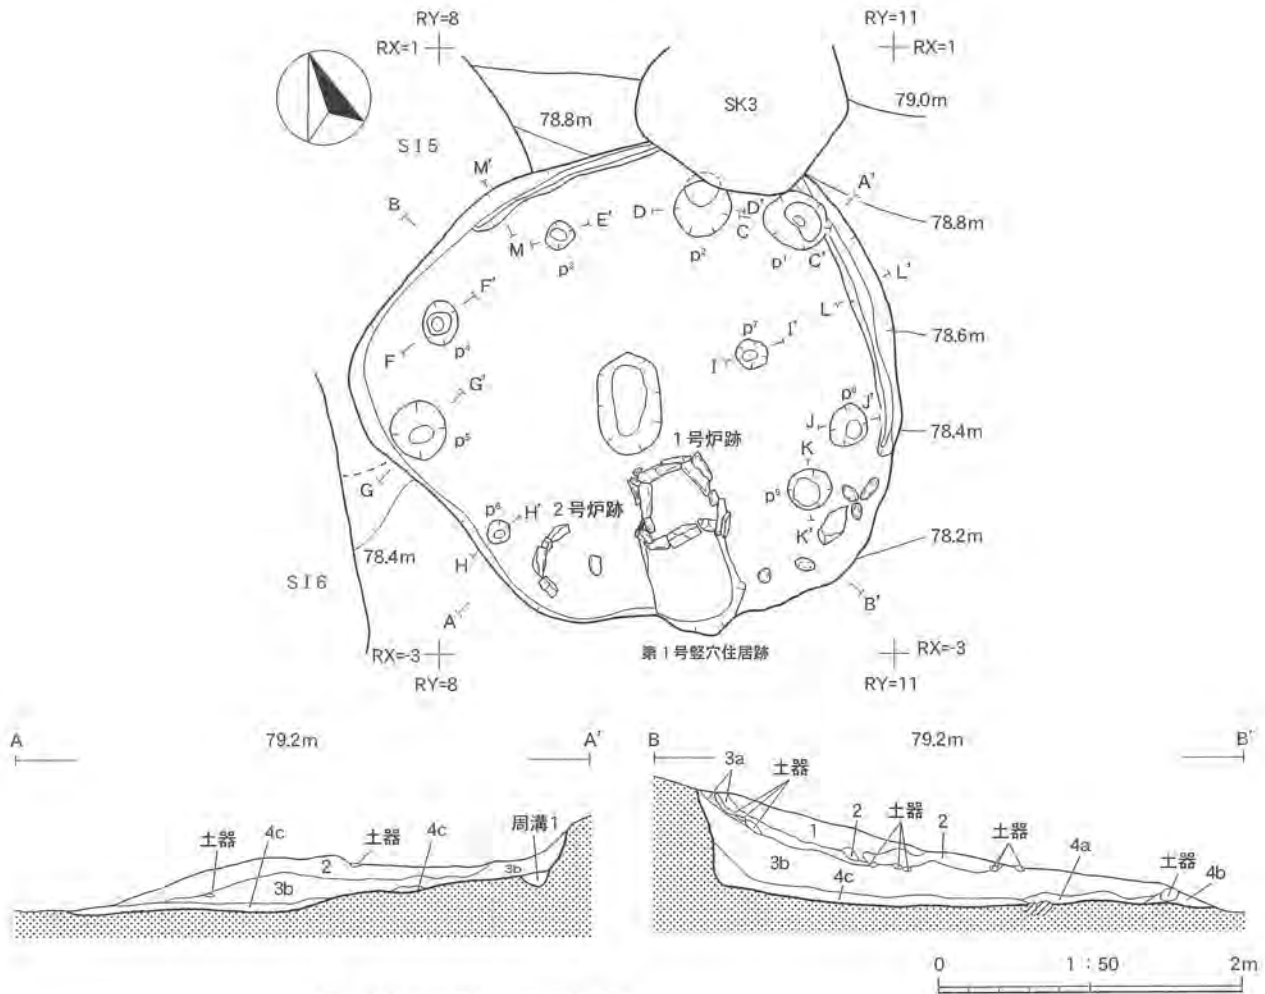 RY=8
RY=11
RX=1
RX=1
SK3
79.0m
78.8m
SI5
M'
A'
B
D
D'
E'
C
78.8m
M
p²
p¹
C'
p³
L'
F'
L
p⁷
I'
78.6m
F
p⁴
I
G'
p⁶
J'
J
78.4m
p⁵
1号炉跡
K
G
p⁹
p⁸
H'
2号炉跡
K'
78.4m
H
78.2m
SI6
A
B'
RX=-3
第1号竪穴住居跡
RX=-3
RY=8
RY=11
A
79.2m
A'
B
79.2m
B'
3a
土器
土器
4c
土器
4c
周溝1
1
2
土器
2
土器
2
3b
3b
3b
4c
4a
土器
4b
0
1:50
2m